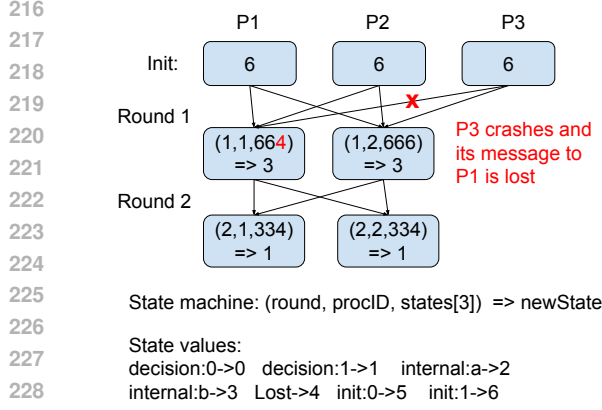 216
217
218
219
220
221
222
223
224
225
226
227
228
P1 P2 P3
Init: 6 6 6
X
Round 1
(1,1,664) => 3
(1,2,666) => 3
P3 crashes and
its message to
P1 is lost
Round 2
(2,1,334) => 1
(2,2,334) => 1
State machine: (round, procID, states[3]) => newState
State values:
decision:0->0 decision:1->1 internal:a->2
internal:b->3 Lost->4 init:0->5 init:1->6